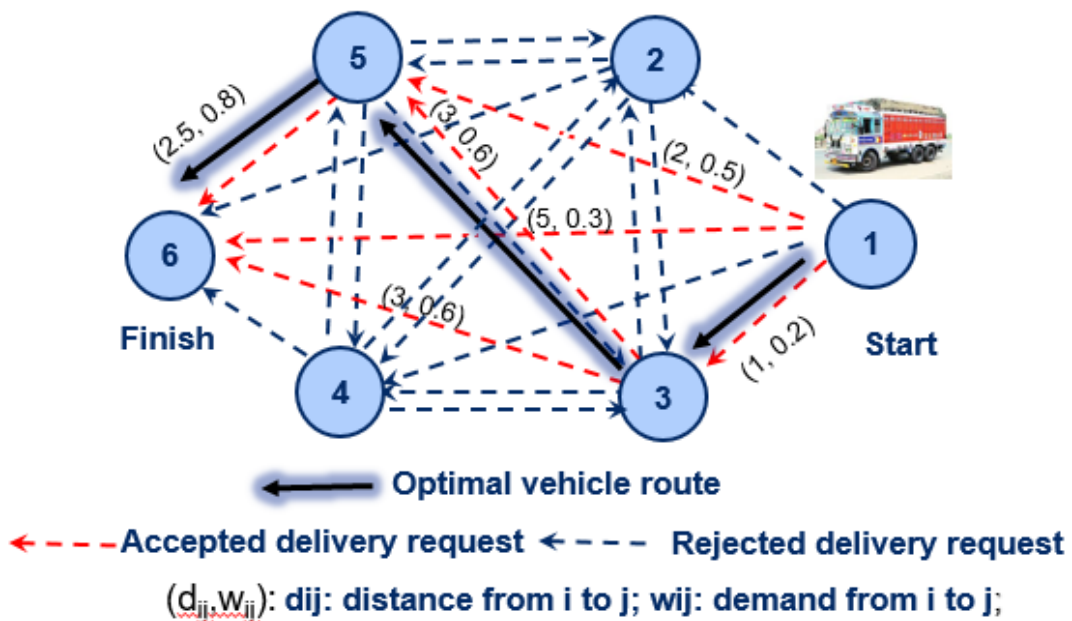 5
2
(2.5, 0.8)
(3, 0.6)
(2, 0.5)
(5, 0.3)
6
1
(3, 0.6)
Finish
Start
(1, 0.2)
4
3
Optimal vehicle route
Accepted delivery request
Rejected delivery request
(dij,wij): dij: distance from i to j; wij: demand from i to j;